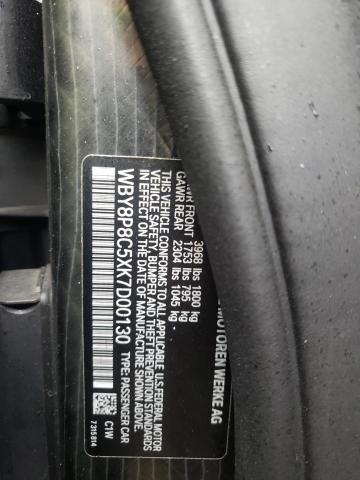 MOTOREN WERKE AG
3968 lbs 1800 kg
GAWR FRONT 1753 lbs 795 kg
GAWR REAR 2304 lbs 1045 kg
THIS VEHICLE CONFORMS TO ALL APPLICABLE U.S. FEDERAL MOTOR
VEHICLE SAFETY, BUMPER AND THEFT PREVENTION STANDARDS
IN EFFECT ON THE DATE OF MANUFACTURE SHOWN ABOVE.
WBY8P8C5XK7D00130 TYPE: PASSENGER CAR
C1W
7315814